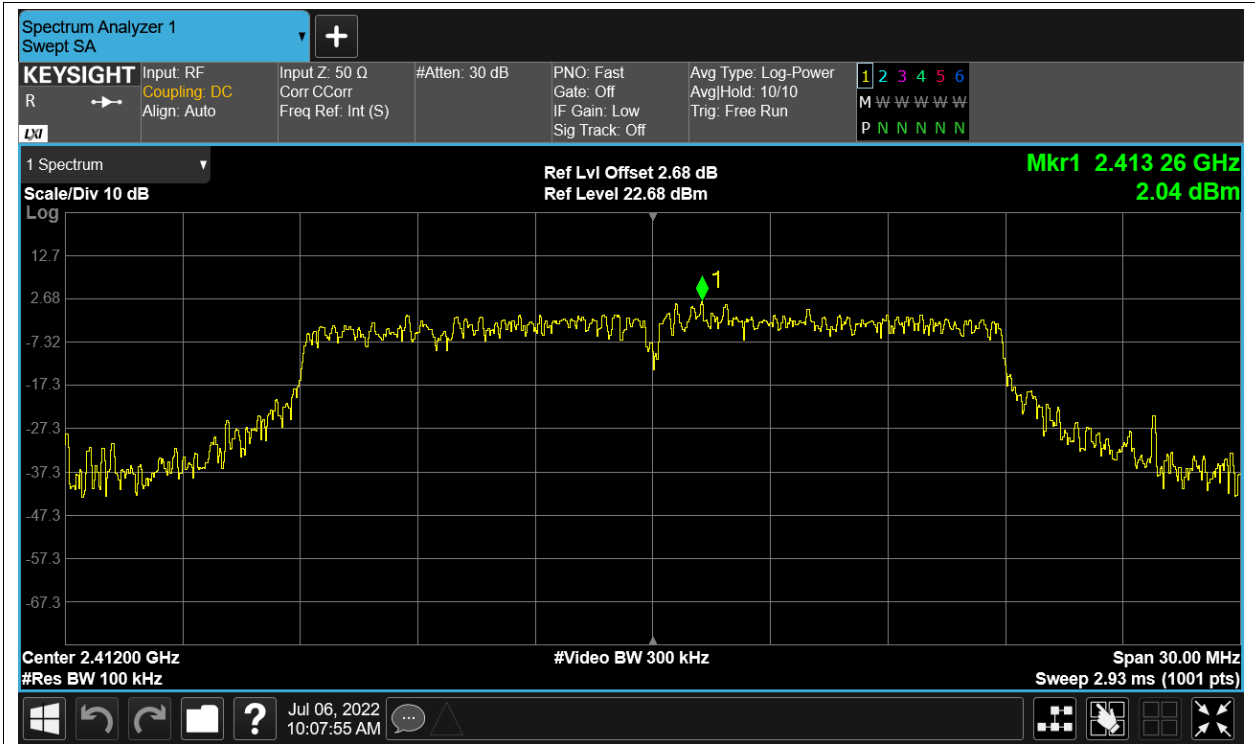 Spectrum Analyzer 1
Swept SA
KEYSIGHT
R
LXI
Input: RF
Coupling: DC
Align: Auto
Input Z: 50 Ω
Corr CCorr
Freq Ref: Int (S)
#Atten: 30 dB
PNO: Fast
Gate: Off
IF Gain: Low
Sig Track: Off
Avg Type: Log-Power
Avg|Hold: 10/10
Trig: Free Run
1 2 3 4 5 6
M W W W W W
P N N N N N
1 Spectrum
Scale/Div 10 dB
Log
Ref Lvl Offset 2.68 dB
Ref Level 22.68 dBm
Mkr1 2.413 26 GHz
2.04 dBm
1
12.7
2.68
-7.32
-17.3
-27.3
-37.3
-47.3
-57.3
-67.3
Center 2.41200 GHz
#Res BW 100 kHz
#Video BW 300 kHz
Span 30.00 MHz
Sweep 2.93 ms (1001 pts)
?
Jul 06, 2022
10:07:55 AM